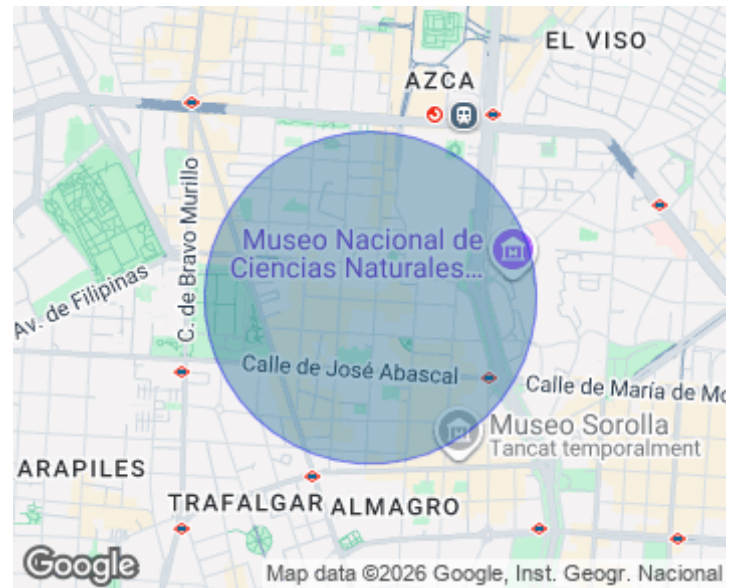 EL VISO
AZCA
C. de Bravo Murillo
Museo Nacional de
Ciencias Naturales...
Av. de Filipinas
Calle de José Abascal
Calle de María de Mo
Museo Sorolla
Tancat temporalment
ARAPILES
TRAFALGAR
ALMAGRO
Google
Map data ©2026 Google, Inst. Geogr. Nacional